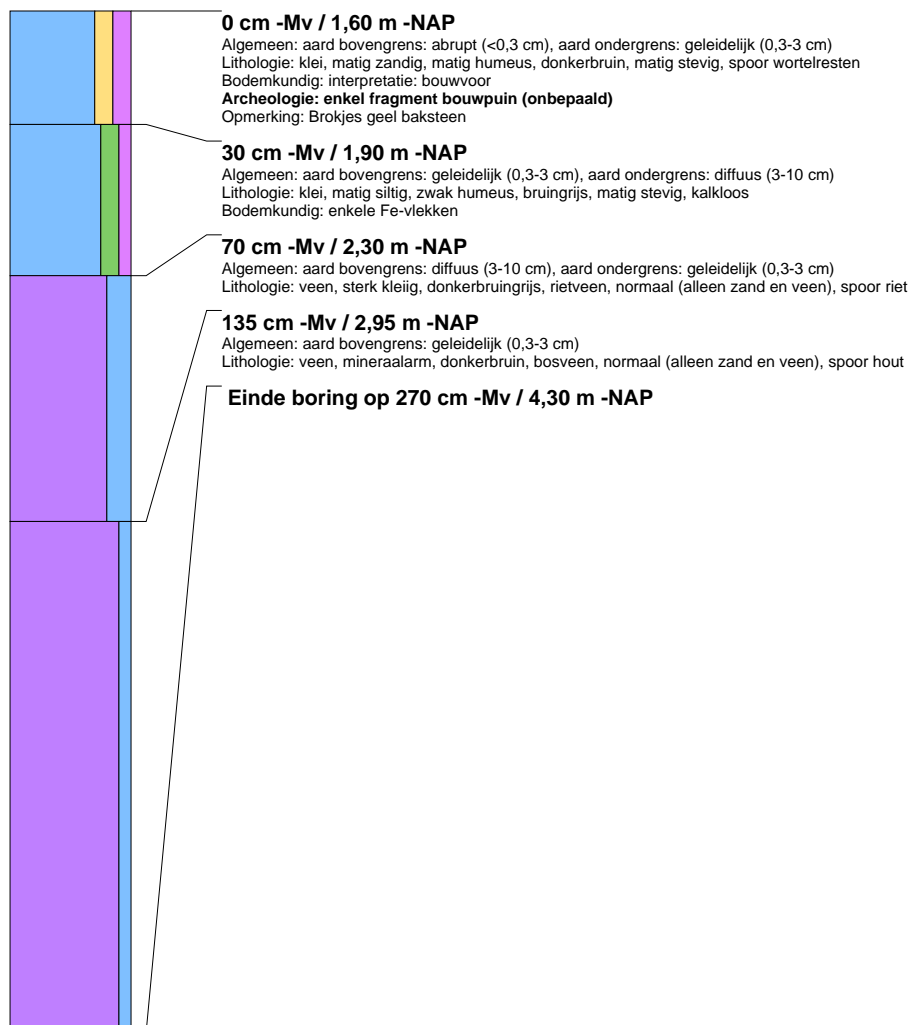 0 cm -Mv / 1,60 m -NAP
Algemeen: aard bovengrens: abrupt (<0,3 cm), aard ondergrens: geleidelijk (0,3-3 cm)
Lithologie: klei, matig zandig, matig humeus, donkerbruin, matig stevig, spoor wortelresten
Bodemkundig: interpretatie: bouwvoor
Archeologie: enkel fragment bouwpuin (onbepaald)
Opmerking: Brokjes geel baksteen
30 cm -Mv / 1,90 m -NAP
Algemeen: aard bovengrens: geleidelijk (0,3-3 cm), aard ondergrens: diffuus (3-10 cm)
Lithologie: klei, matig siltig, zwak humeus, bruingrijs, matig stevig, kalkloos
Bodemkundig: enkele Fe-vlekken
70 cm -Mv / 2,30 m -NAP
Algemeen: aard bovengrens: diffuus (3-10 cm), aard ondergrens: geleidelijk (0,3-3 cm)
Lithologie: veen, sterk kleiig, donkerbruingrijs, rietveen, normaal (alleen zand en veen), spoor riet
135 cm -Mv / 2,95 m -NAP
Algemeen: aard bovengrens: geleidelijk (0,3-3 cm)
Lithologie: veen, mineraalarm, donkerbruin, bosveen, normaal (alleen zand en veen), spoor hout
Einde boring op 270 cm -Mv / 4,30 m -NAP